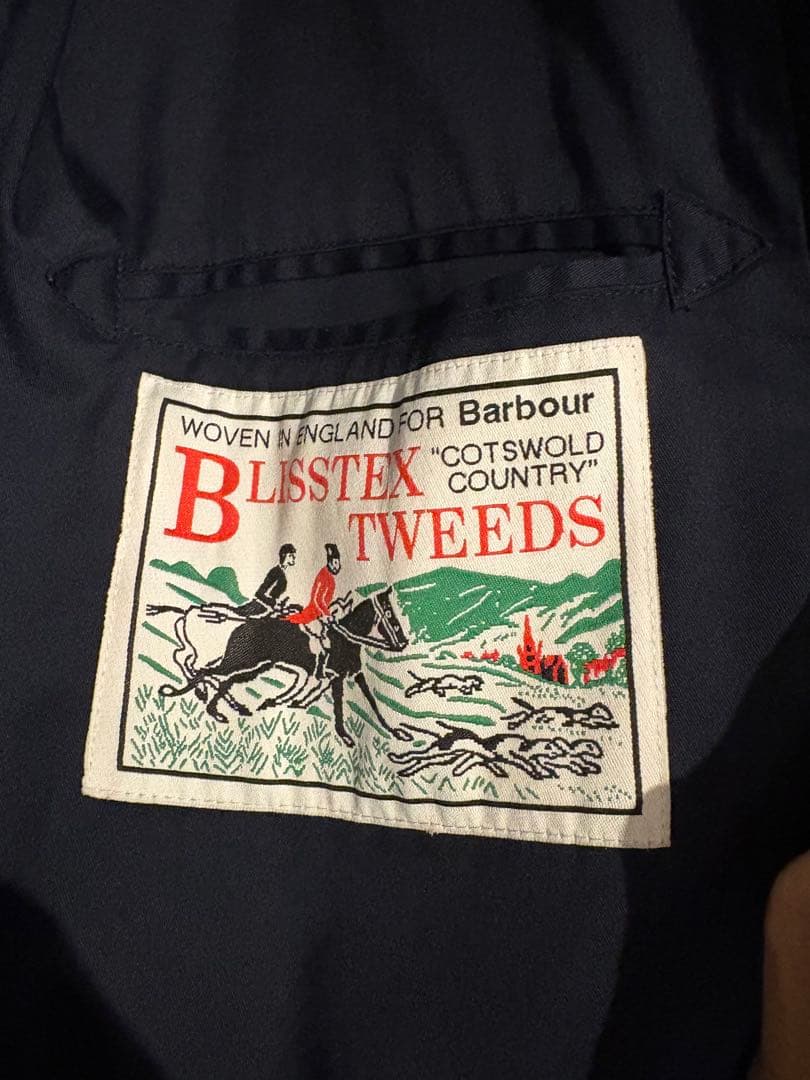 WOVEN IN ENGLAND FOR Barbour
BLISSTEX "COTSWOLD
COUNTRY"
TWEEDS